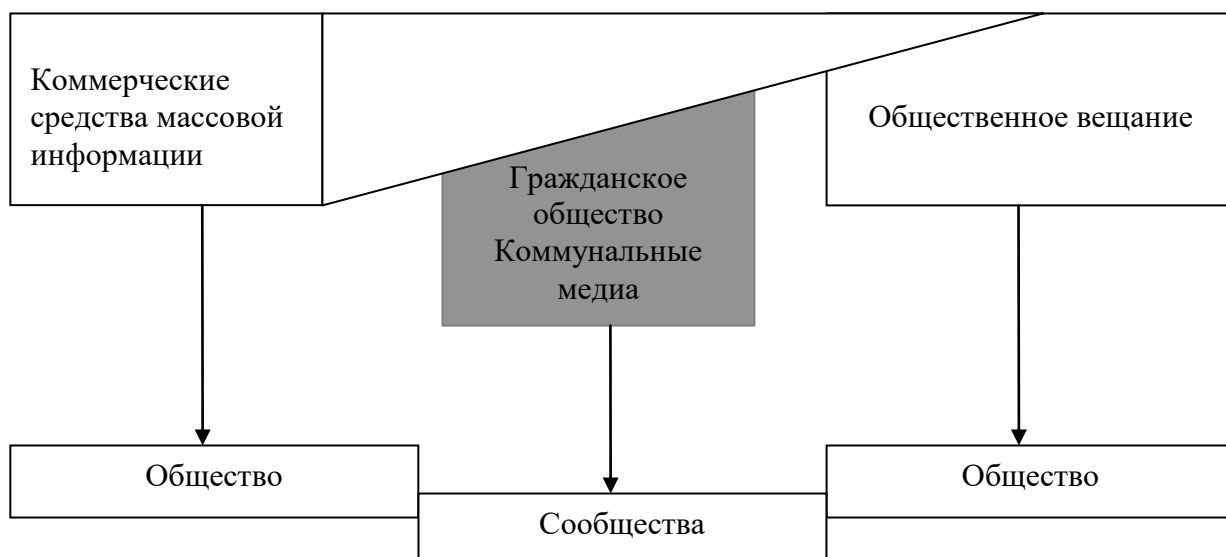 Коммерческие
средства массовой
информации
Общественное вещание
Гражданское
общество
Коммунальные
медиа
Общество
Общество
Сообщества